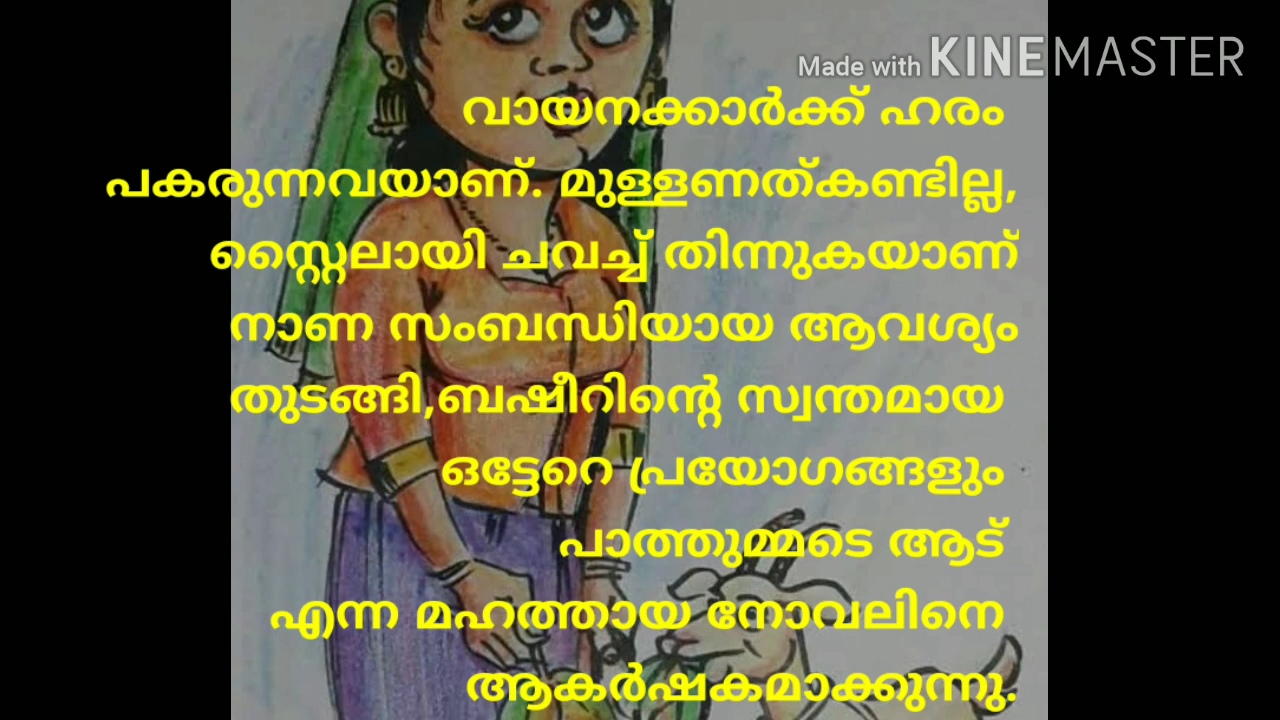 Made with KINEMASTER
വായനക്കാർക്ക് ഹരം
പകരുന്നവയാണ്. മുള്ളണത്കണ്ടില്ല,
സ്റ്റൈലായി ചവച്ച് തിന്നുകയാണ്
നാണ സംബന്ധിയായ ആവശ്യം
തുടങ്ങി,ബഷീറിന്റെ സ്വന്തമായ
ഒട്ടേറെ പ്രയോഗങ്ങളും
പാത്തുമ്മടെ ആട്
എന്ന മഹത്തായ നോവലിനെ
ആകർഷകമാക്കുന്നു.